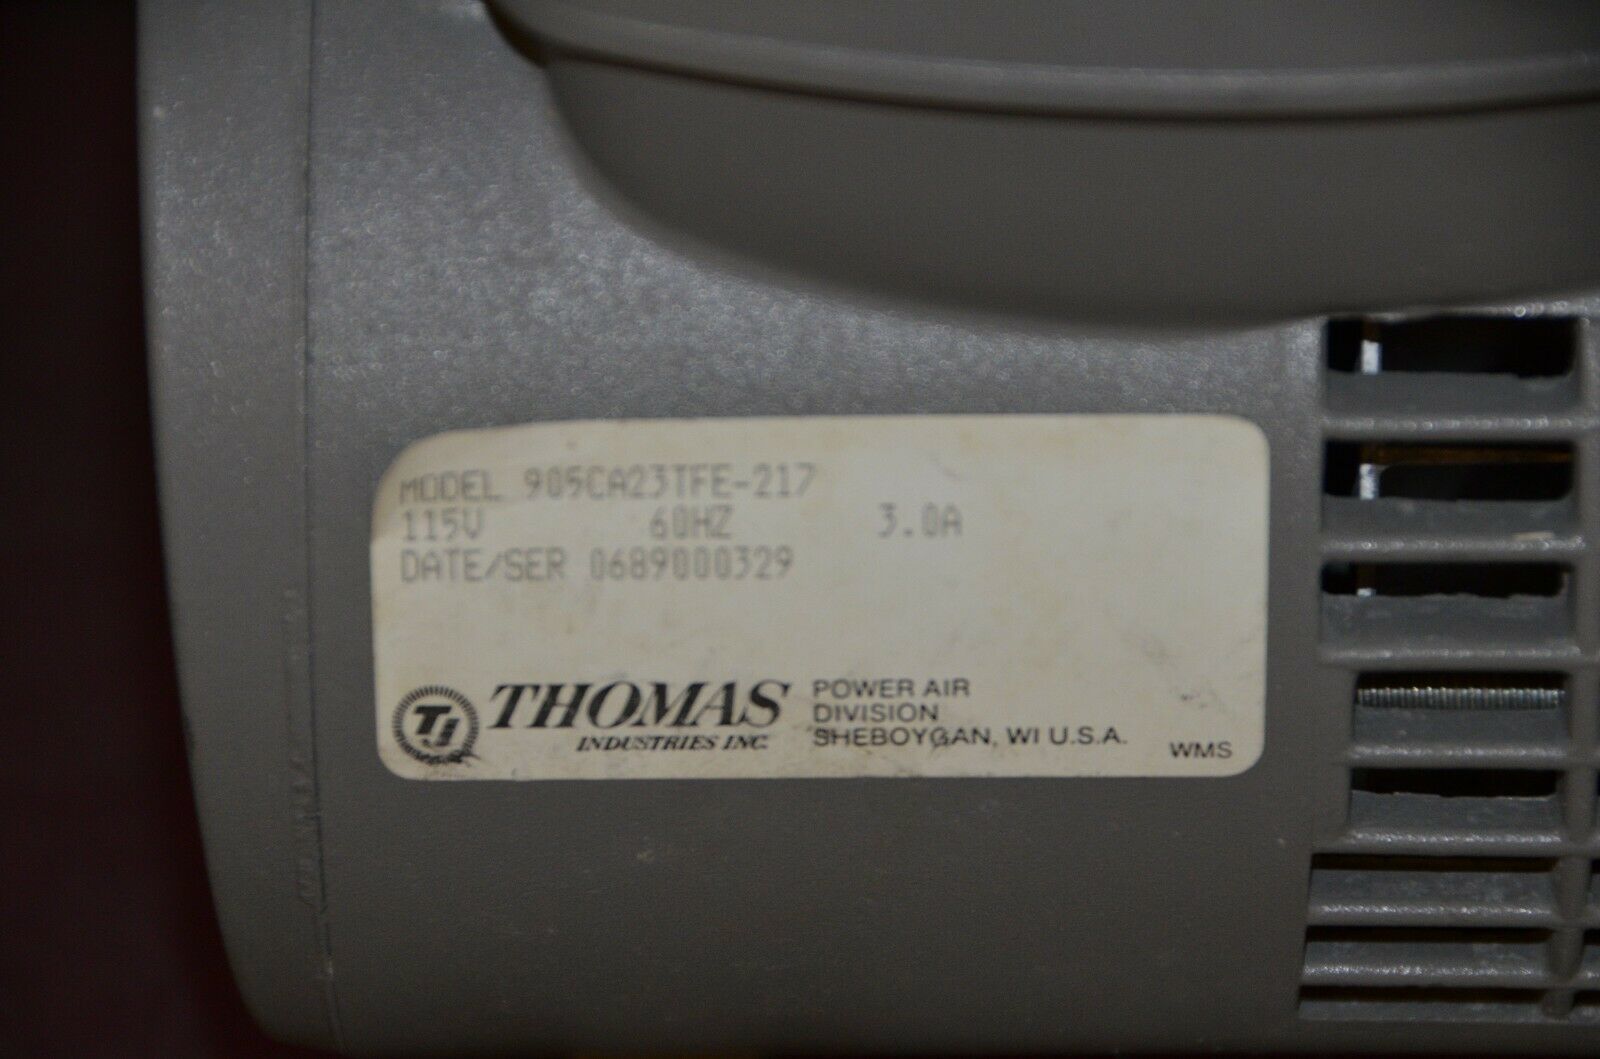 MODEL 905CA23TFE-217
115V 60HZ 3.0A
DATE/SER 0689000329
TI THOMAS
INDUSTRIES INC.
POWER AIR
DIVISION
SHEBOYGAN, WI U.S.A.
WMS